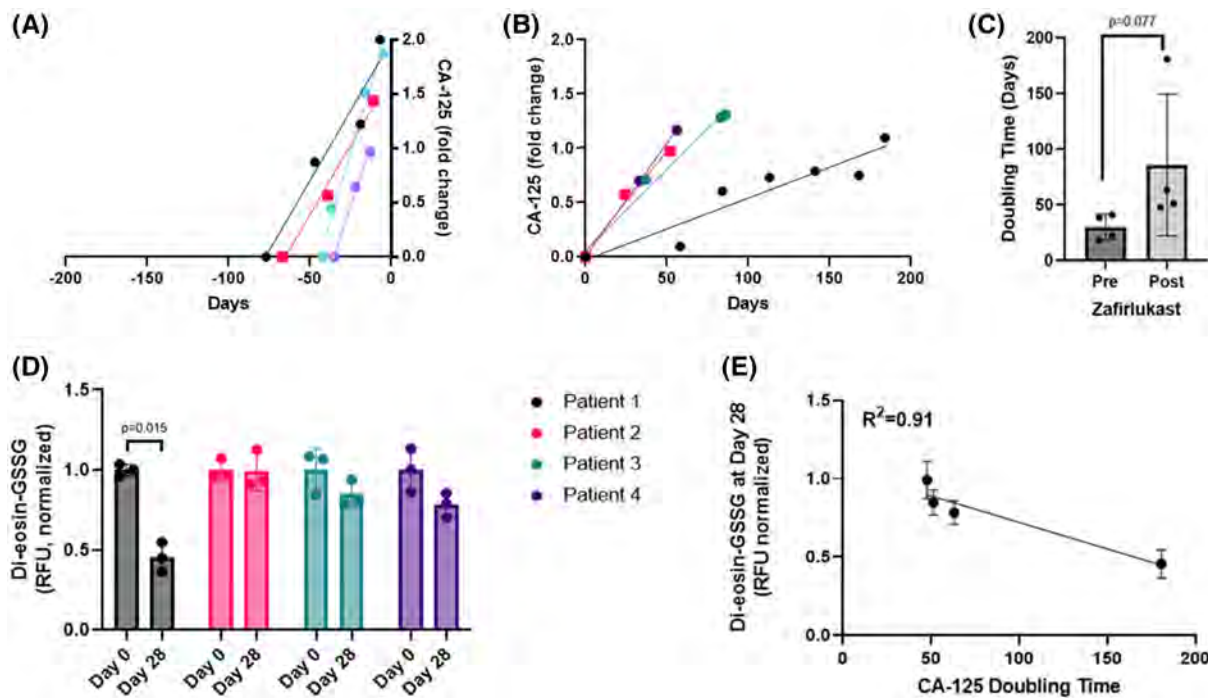 (A)
2.0
1.5
1.0
0.5
0.0
CA-125 (fold change)
-200 -150 -100 -50 0
Days
(B)
CA-125 (fold change)
2.0
1.5
1.0
0.5
0.0
0 50 100 150 200
Days
(C)
p=0.077
Doubling Time (Days)
200
150
100
50
0
Pre Post
Zafirlukast
(D)
Di-eosin-GSSG
(RFU, normalized)
1.5
1.0
0.5
0.0
p=0.015
Day 0 Day 28 Day 0 Day 28 Day 0 Day 28 Day 0 Day 28
Patient 1
Patient 2
Patient 3
Patient 4
(E)
Di-eosin-GSSG at Day 28
(RFU normalized)
1.5
1.0
0.5
0.0
R²=0.91
0 50 100 150 200
CA-125 Doubling Time